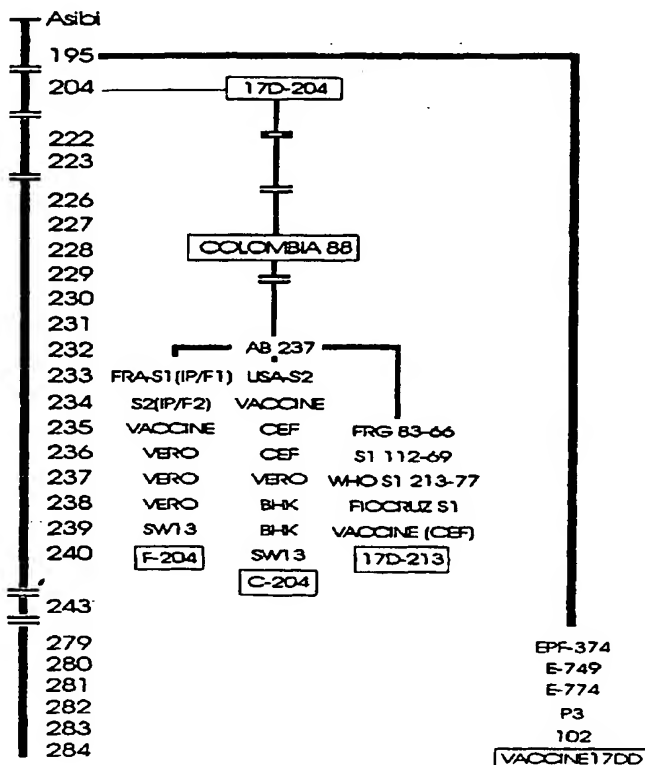 Asibi
195
204 17D-204
222
223
226
227
228 COLOMBIA 88
229
230
231
232 AB 237
233 FRA-S1(IP/F1) USA-S2
234 S2(IP/F2) VACCINE
235 VACCINE CEF FRG 83-66
236 VERO CEF S1 112-69
237 VERO VERO WHO S1 213-77
238 VERO BHK FIOCRUZ S1
239 SW13 BHK VACCINE (CEF)
240 F-204 SW13 17D-213
C-204
243
279 EPF-374
280 E-749
281 E-774
282 P3
283 102
284 VACCINE17DD